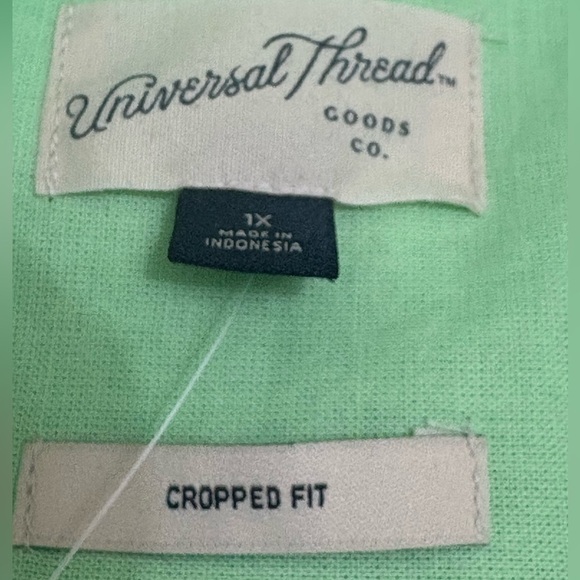 Universal Thread™
GOODS
CO.
1X
MADE IN
INDONESIA
CROPPED FIT